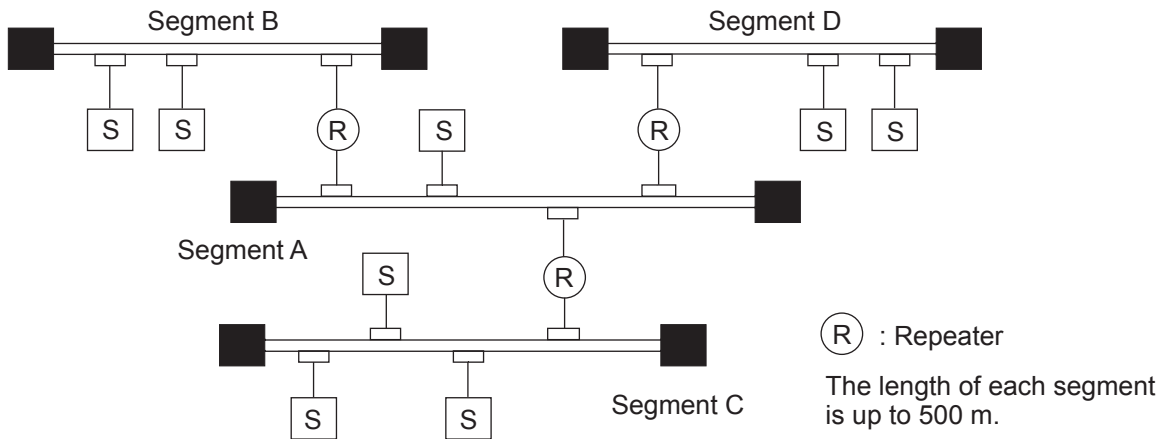 Segment B
Segment D
S
S
R
S
R
S
S
Segment A
S
R
R : Repeater
The length of each segment
is up to 500 m.
S
S
Segment C